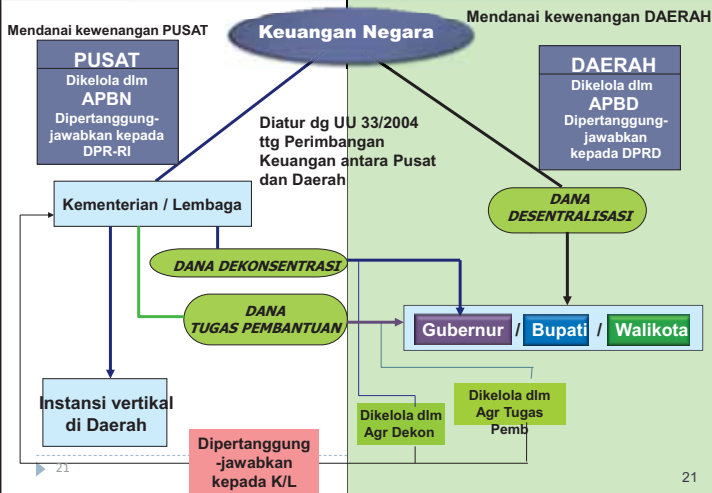 Mendanai kewenangan PUSAT
Keuangan Negara
Mendanai kewenangan DAERAH
PUSAT
Dikelola dlm
APBN
Dipertanggung-
jawabkan kepada
DPR-RI
DAERAH
Dikelola dlm
APBD
Dipertanggung-
jawabkan
kepada DPRD
Diatur dg UU 33/2004
ttg Perimbangan
Keuangan antara Pusat
dan Daerah
Kementerian / Lembaga
DANA
DESENTRALISASI
DANA DEKONSENTRASI
DANA
TUGAS PEMBANTUAN
Gubernur / Bupati / Walikota
Instansi vertikal
di Daerah
Dikelola dlm
Agr Dekon
Dikelola dlm
Agr Tugas
Pemb
Dipertanggung
-jawabkan
kepada K/L
21
21